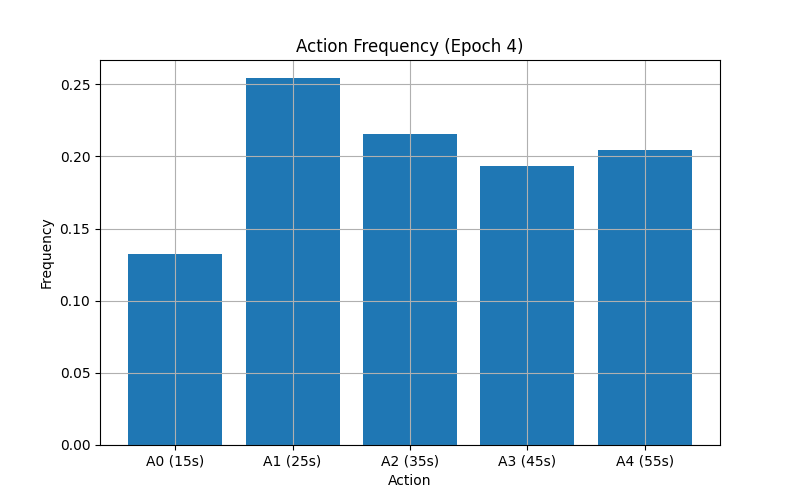 Action Frequency (Epoch 4)
Frequency
0.25
0.20
0.15
0.10
0.05
0.00
A0 (15s) A1 (25s) A2 (35s) A3 (45s) A4 (55s)
Action